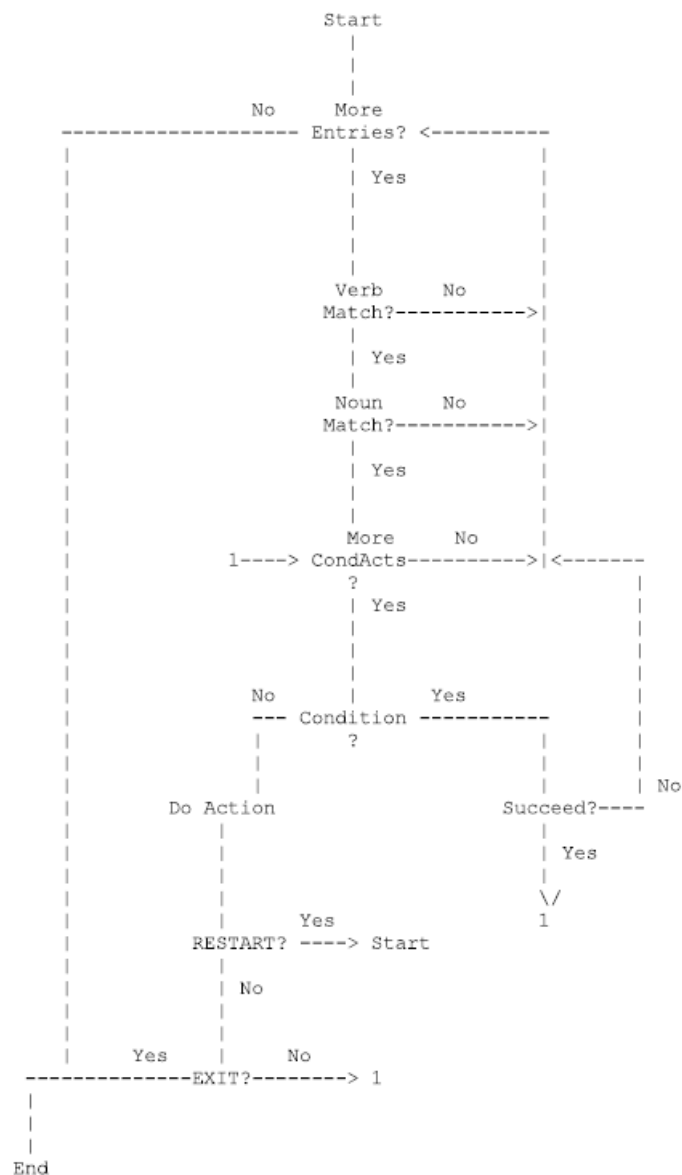 Start
No More
Entries?
Yes
Verb No
Match?
Yes
Noun No
Match?
Yes
More No
1----> CondActs
?
Yes
No Yes
Condition
?
No
Do Action Succeed?
Yes
\/
Yes 1
RESTART? ----> Start
No
Yes No
EXIT?--------> 1
End